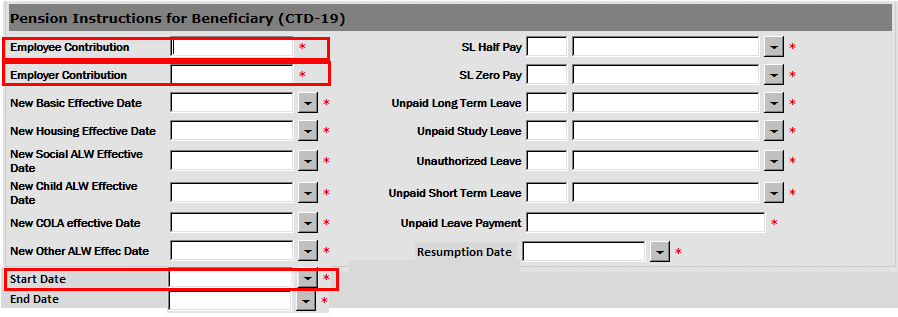 Pension Instructions for Beneficiary (CTD-19)
Employee Contribution *
SL Half Pay *
Employer Contribution *
SL Zero Pay *
New Basic Effective Date *
Unpaid Long Term Leave *
New Housing Effective Date *
Unpaid Study Leave *
New Social ALW Effective
Date *
Unauthorized Leave *
New Child ALW Effective
Date *
Unpaid Short Term Leave *
New COLA effective Date *
Unpaid Leave Payment *
New Other ALW Effec Date *
Resumption Date *
Start Date *
End Date *